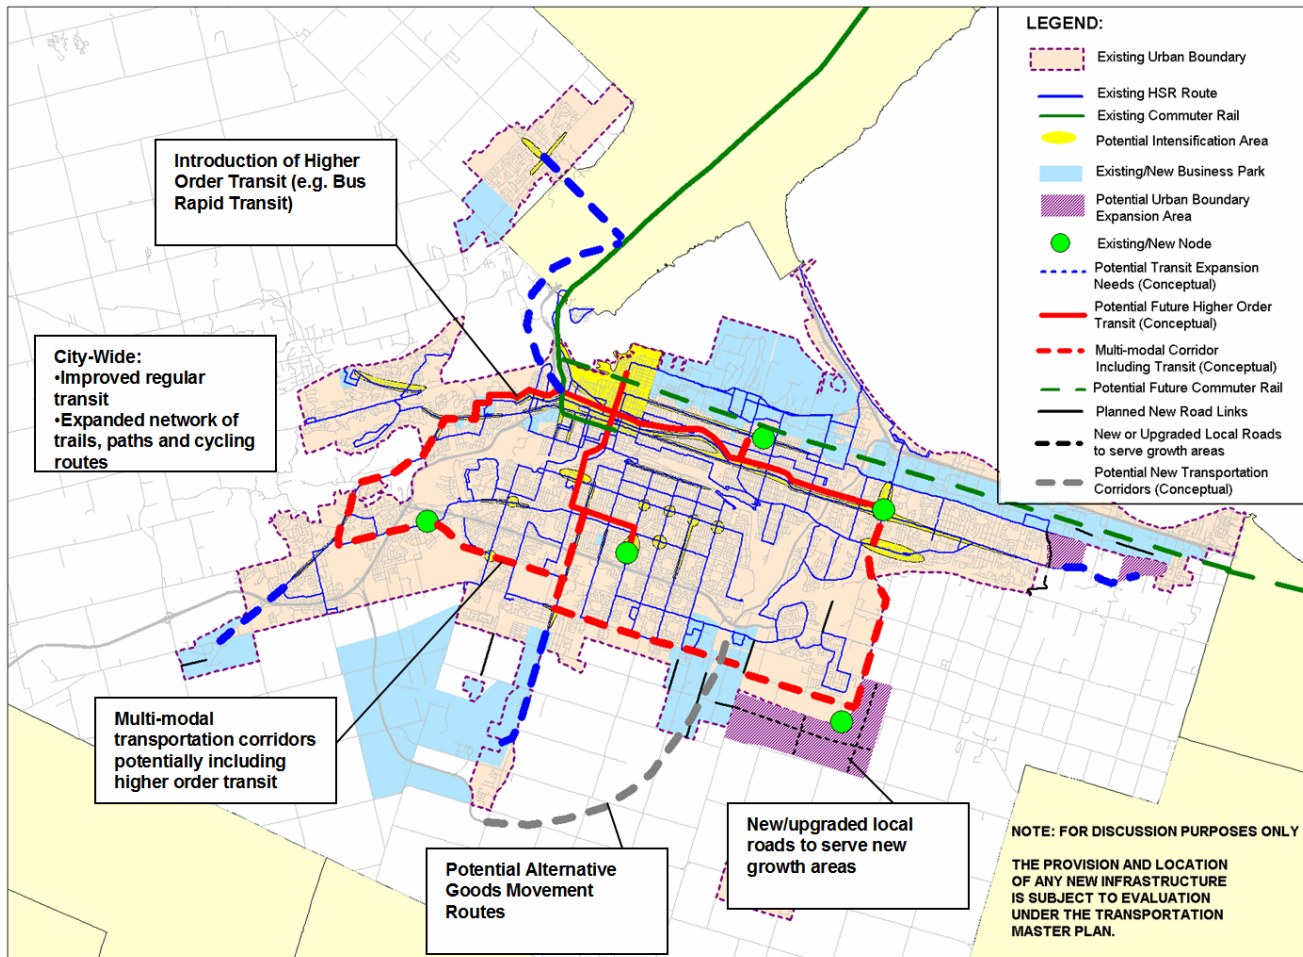 LEGEND:
Existing Urban Boundary
Existing HSR Route
Existing Commuter Rail
Potential Intensification Area
Existing/New Business Park
Potential Urban Boundary
Expansion Area
Existing/New Node
Potential Transit Expansion
Needs (Conceptual)
Potential Future Higher Order
Transit (Conceptual)
Multi-modal Corridor
Including Transit (Conceptual)
Potential Future Commuter Rail
Planned New Road Links
New or Upgraded Local Roads
to serve growth areas
Potential New Transportation
Corridors (Conceptual)
Introduction of Higher
Order Transit (e.g. Bus
Rapid Transit)
City-Wide:
•Improved regular
transit
•Expanded network of
trails, paths and cycling
routes
Multi-modal
transportation corridors
potentially including
higher order transit
Potential Alternative
Goods Movement
Routes
New/upgraded local
roads to serve new
growth areas
NOTE: FOR DISCUSSION PURPOSES ONLY
THE PROVISION AND LOCATION
OF ANY NEW INFRASTRUCTURE
IS SUBJECT TO EVALUATION
UNDER THE TRANSPORTATION
MASTER PLAN.